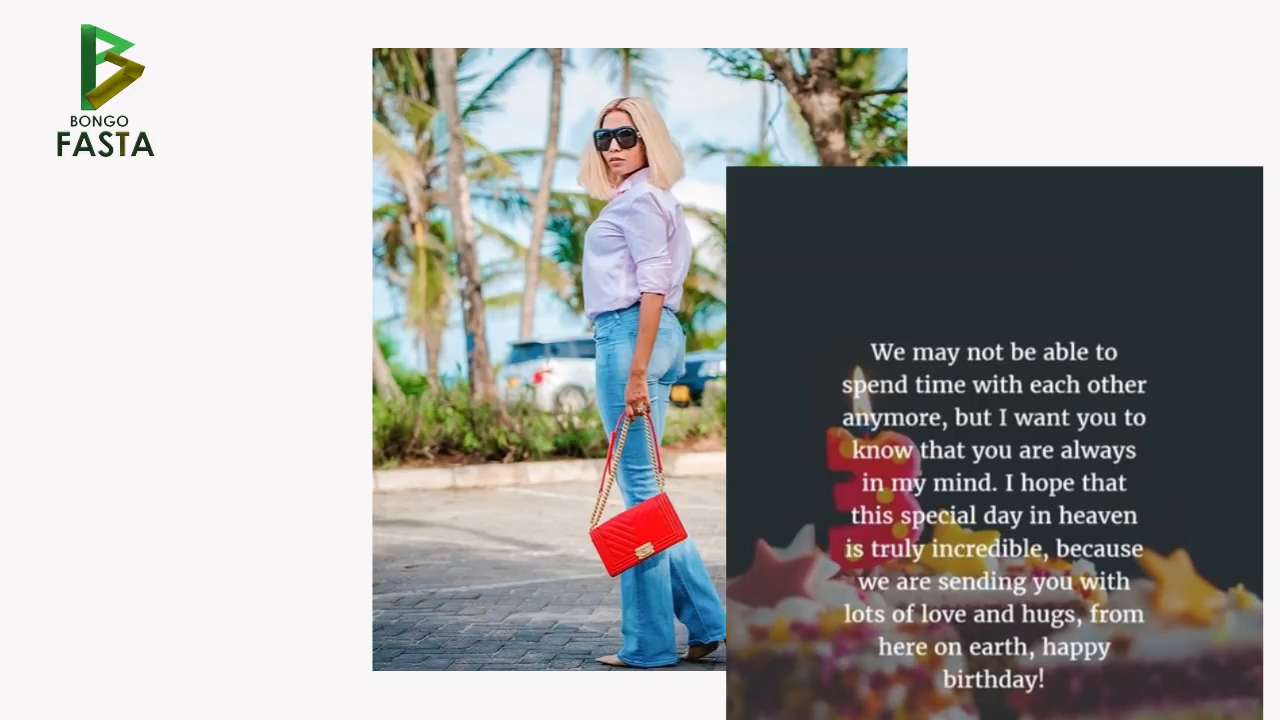 BONGO
FASTA
We may not be able to
spend time with each other
anymore, but I want you to
know that you are always
in my mind. I hope that
this special day in heaven
is truly incredible, because
we are sending you with
lots of love and hugs, from
here on earth, happy
birthday!